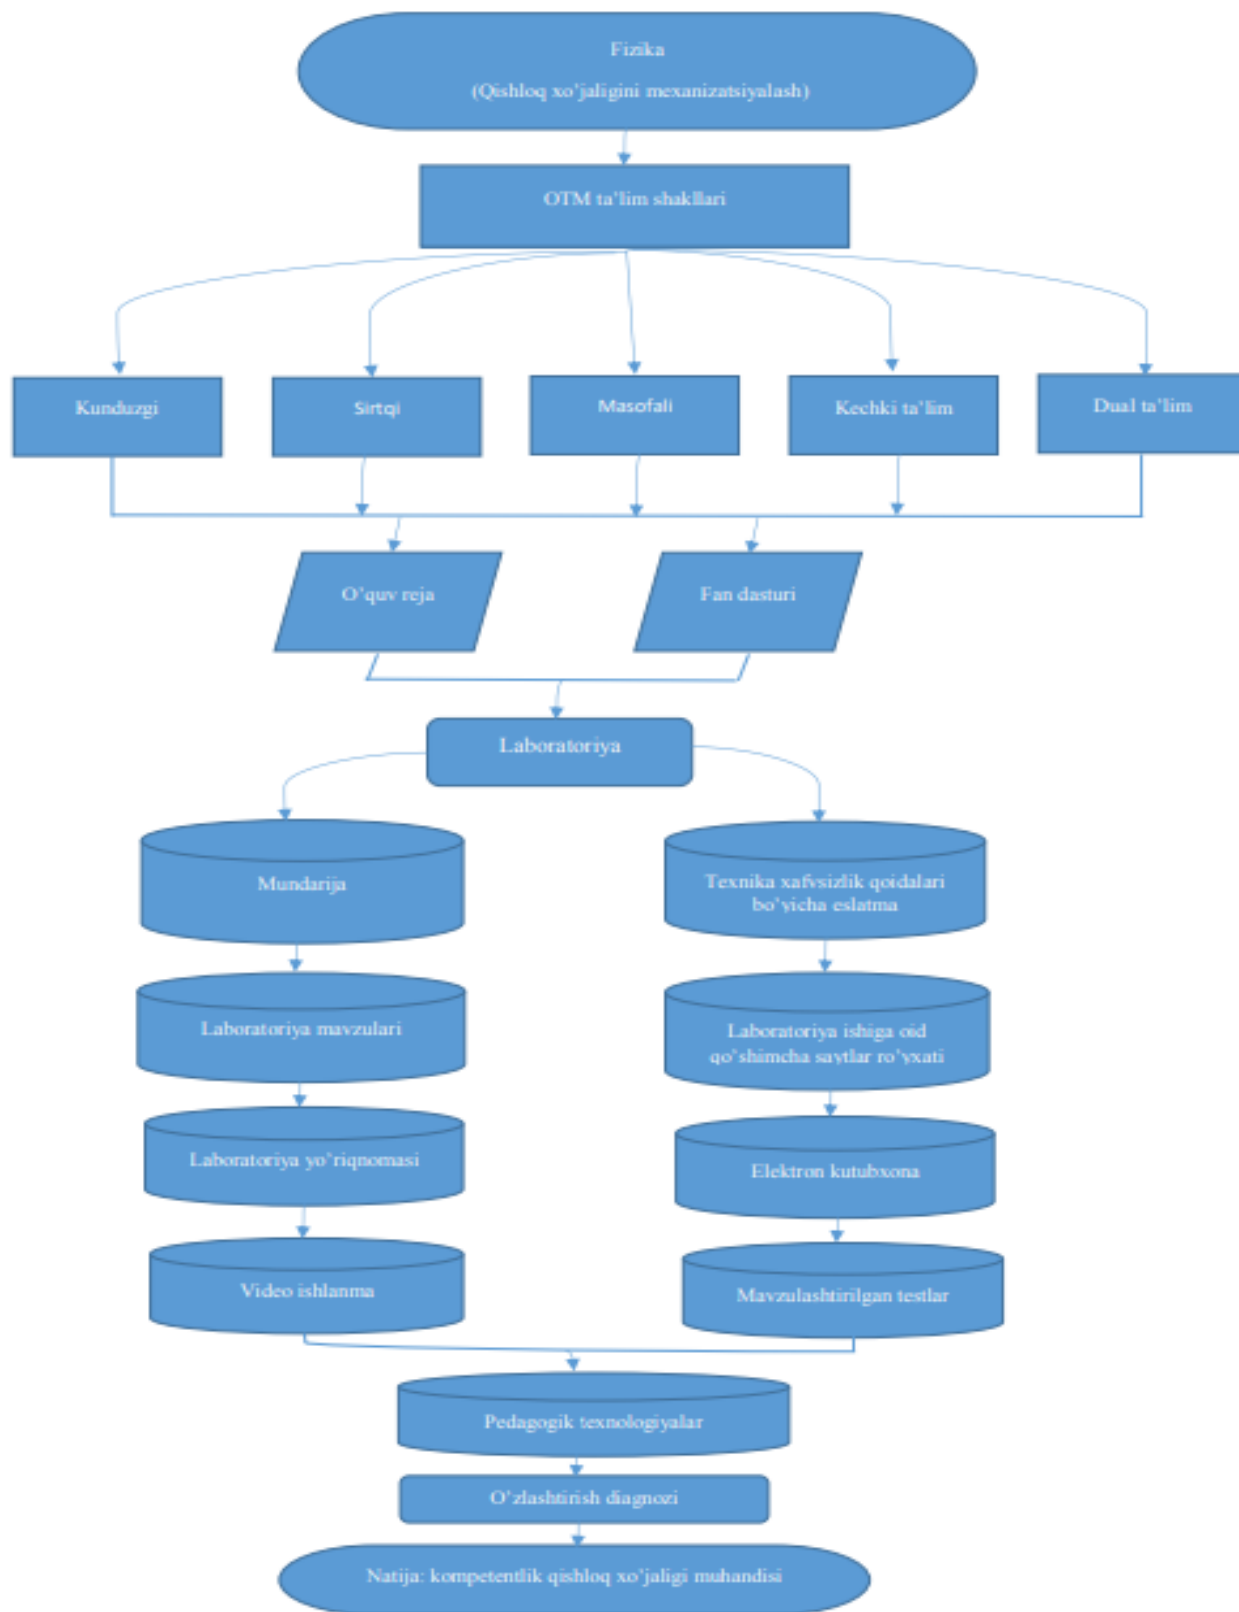 Fizika
(Qishloq xo’jaligini mexanizatsiyalash)
OTM ta’lim shakllari
Kunduzgi
Sirtqi
Masofali
Kechki ta’lim
Dual ta’lim
O’quv reja
Fan dasturi
Laboratoriya
Mundarija
Texnika xafvsizlik qoidalari
bo’yicha eslatma
Laboratoriya mavzulari
Laboratoriya ishiga oid
qo’shimcha saytlar ro’yxati
Laboratoriya yo’riqnomasi
Elektron kutubxona
Video ishlanma
Mavzulashtirilgan testlar
Pedagogik texnologiyalar
O’zlashtirish diagnozi
Natija: kompetentlik qishloq xo’jaligi muhandisi